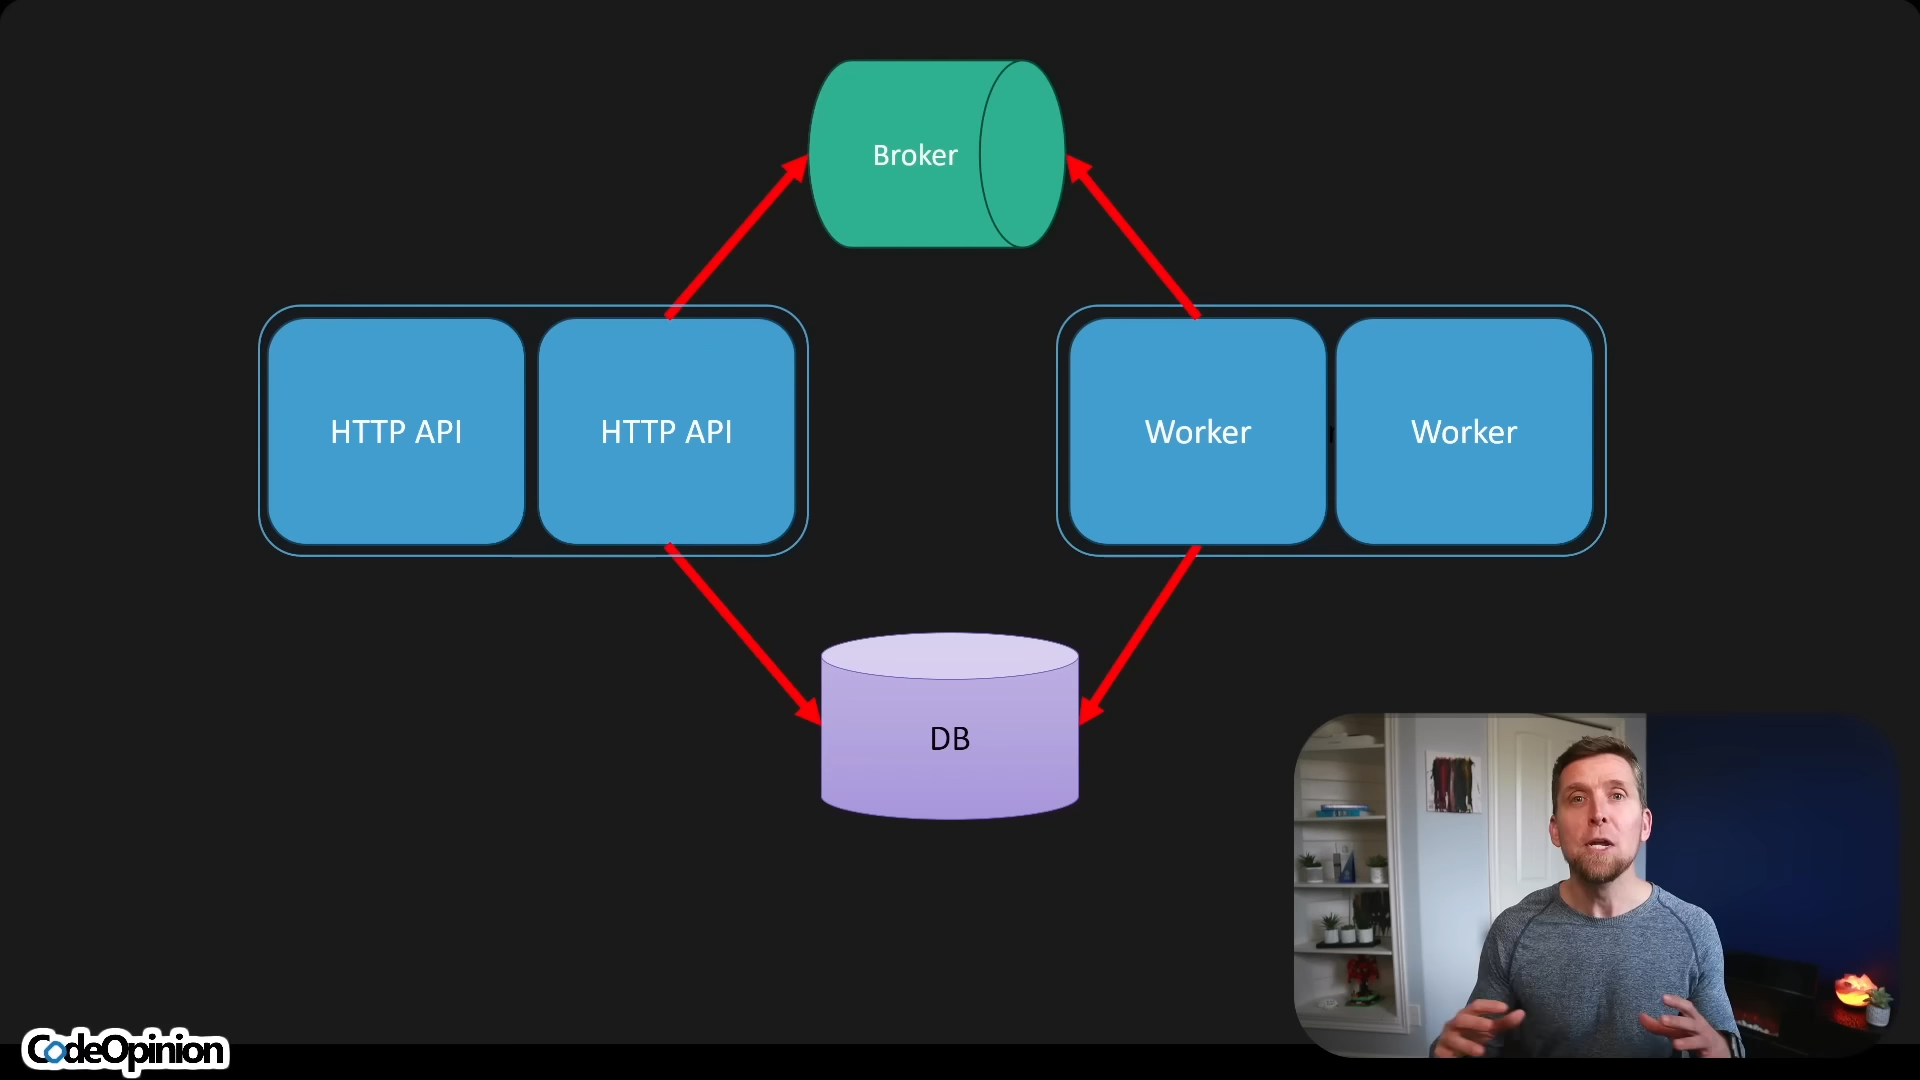 Broker
HTTP API
HTTP API
Worker
Worker
DB
CodeOpinion